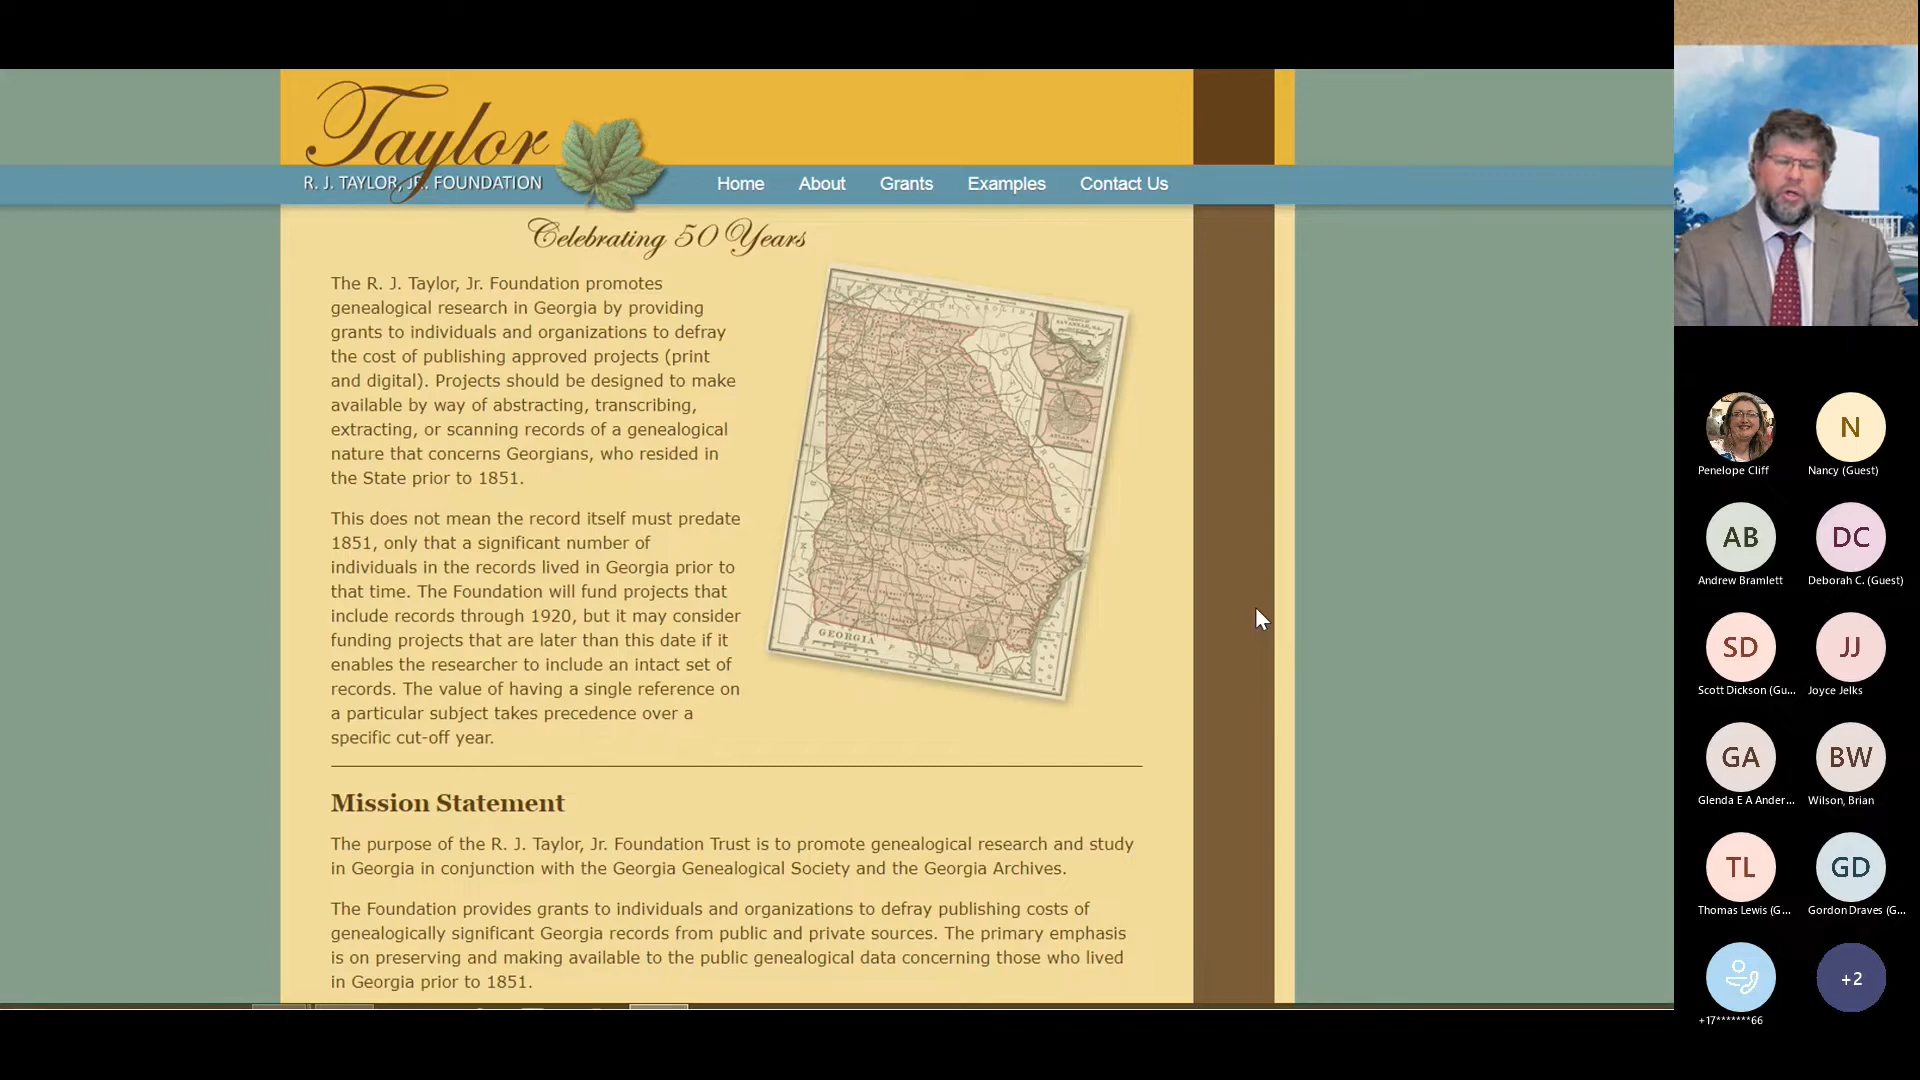 Taylor
R. J. TAYLOR, JR. FOUNDATION
Home
About
Grants
Examples
Contact Us
Celebrating 50 Years
The R. J. Taylor, Jr. Foundation promotes
genealogical research in Georgia by providing
grants to individuals and organizations to defray
the cost of publishing approved projects (print
and digital). Projects should be designed to make
available by way of abstracting, transcribing,
extracting, or scanning records of a genealogical
nature that concerns Georgians, who resided in
the State prior to 1851.
This does not mean the record itself must predate
1851, only that a significant number of
individuals in the records lived in Georgia prior to
that time. The Foundation will fund projects that
include records through 1920, but it may consider
funding projects that are later than this date if it
enables the researcher to include an intact set of
records. The value of having a single reference on
a particular subject takes precedence over a
specific cut-off year.
GEORGIA
Mission Statement
The purpose of the R. J. Taylor, Jr. Foundation Trust is to promote genealogical research and study
in Georgia in conjunction with the Georgia Genealogical Society and the Georgia Archives.
The Foundation provides grants to individuals and organizations to defray publishing costs of
genealogically significant Georgia records from public and private sources. The primary emphasis
is on preserving and making available to the public genealogical data concerning those who lived
in Georgia prior to 1851.
Penelope Cliff
N
Nancy (Guest)
AB
Andrew Bramlett
DC
Deborah C. (Guest)
SD
Scott Dickson (Gu...
JJ
Joyce Jelks
GA
Glenda E A Ander...
BW
Wilson, Brian
TL
Thomas Lewis (G...
GD
Gordon Draves (G...
+17*******66
+2